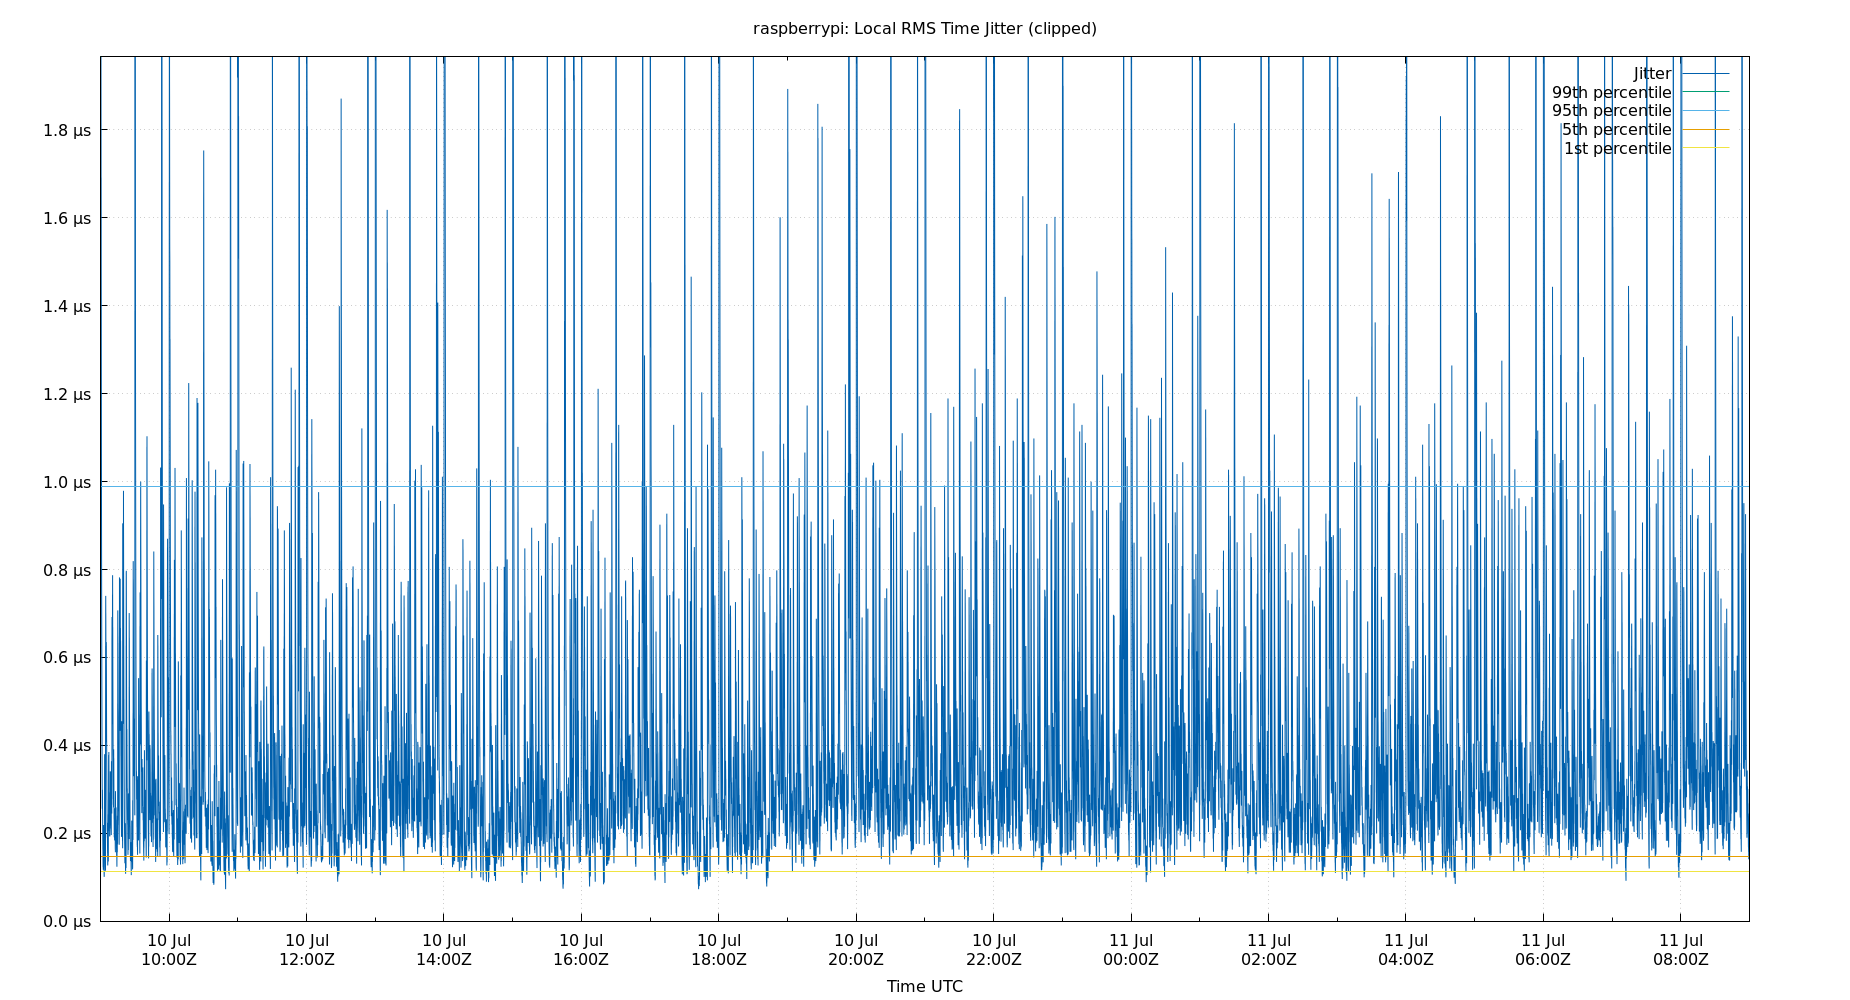 raspberrypi: Local RMS Time Jitter (clipped)
Jitter
99th percentile
95th percentile
5th percentile
1st percentile
1.8 µs
1.6 µs
1.4 µs
1.2 µs
1.0 µs
0.8 µs
0.6 µs
0.4 µs
0.2 µs
0.0 µs
10 Jul 10 Jul 10 Jul 10 Jul 10 Jul 10 Jul 10 Jul 11 Jul 11 Jul 11 Jul 11 Jul 11 Jul
10:00Z 12:00Z 14:00Z 16:00Z 18:00Z 20:00Z 22:00Z 00:00Z 02:00Z 04:00Z 06:00Z 08:00Z
Time UTC